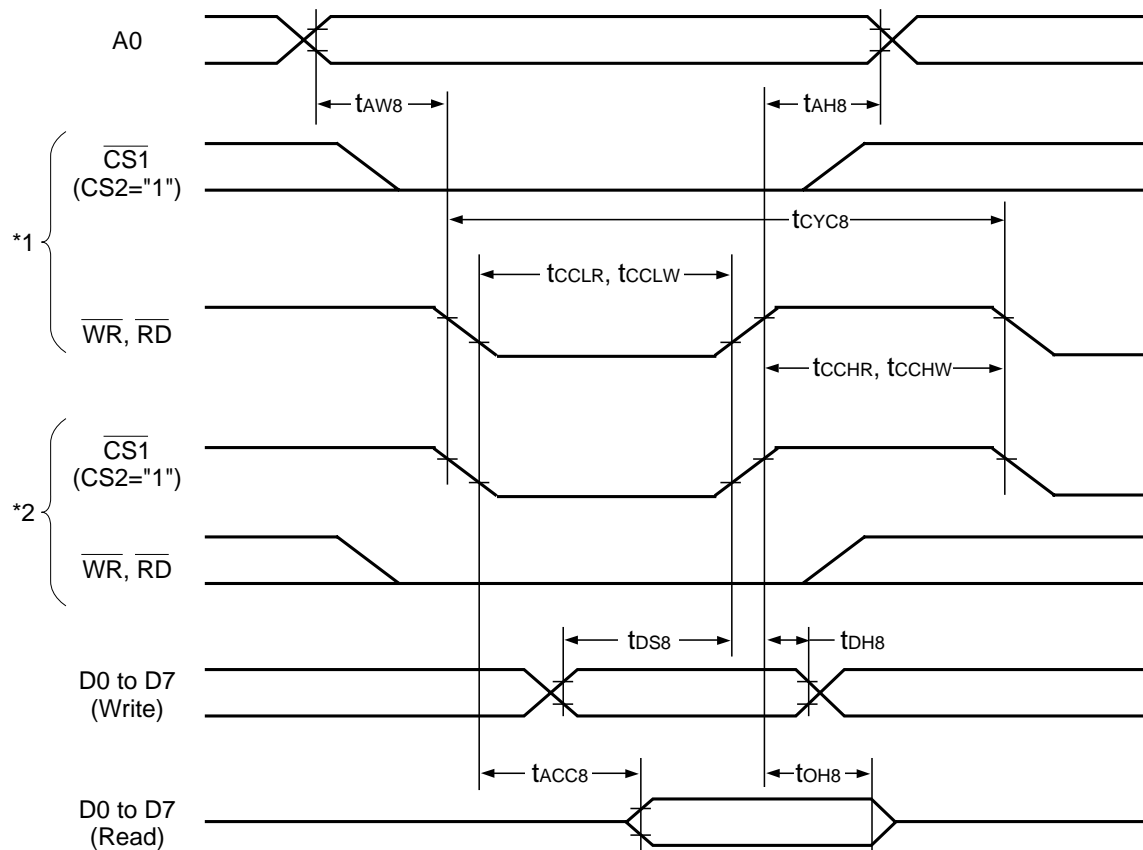 A0
tAW8
tAH8
CS1
(CS2="1")
tCYC8
*1
tCCLR, tCCLW
WR, RD
tCCHR, tCCHW
CS1
(CS2="1")
*2
WR, RD
tDS8
tDH8
D0 to D7
(Write)
tACC8
tOH8
D0 to D7
(Read)